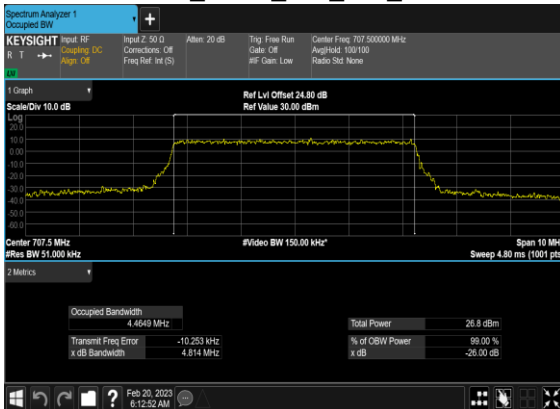 Spectrum Analyzer 1
Occupied BW
+
KEYSIGHT Input: RF Input Z: 50 Ω Atten: 20 dB Trig: Free Run Center Freq: 707.500000 MHz
R T Coupling: DC Corrections: Off Gate: Off Avg|Hold: 100/100
Align: Off Freq Ref: Int (S) #IF Gain: Low Radio Std: None
1 Graph
Ref Lvl Offset 24.80 dB
Scale/Div 10.0 dB Ref Value 30.00 dBm
Log
20.0
10.0
0.00
-10.0
-20.0
-30.0
-40.0
-50.0
-60.0
Center 707.5 MHz #Video BW 150.00 kHz* Span 10 MH
#Res BW 51.000 kHz Sweep 4.80 ms (1001 pts
2 Metrics
Occupied Bandwidth
4.4649 MHz Total Power 26.8 dBm
Transmit Freq Error -10.253 kHz % of OBW Power 99.00 %
x dB Bandwidth 4.814 MHz x dB -26.00 dB
? Feb 20, 2023
6:12:52 AM